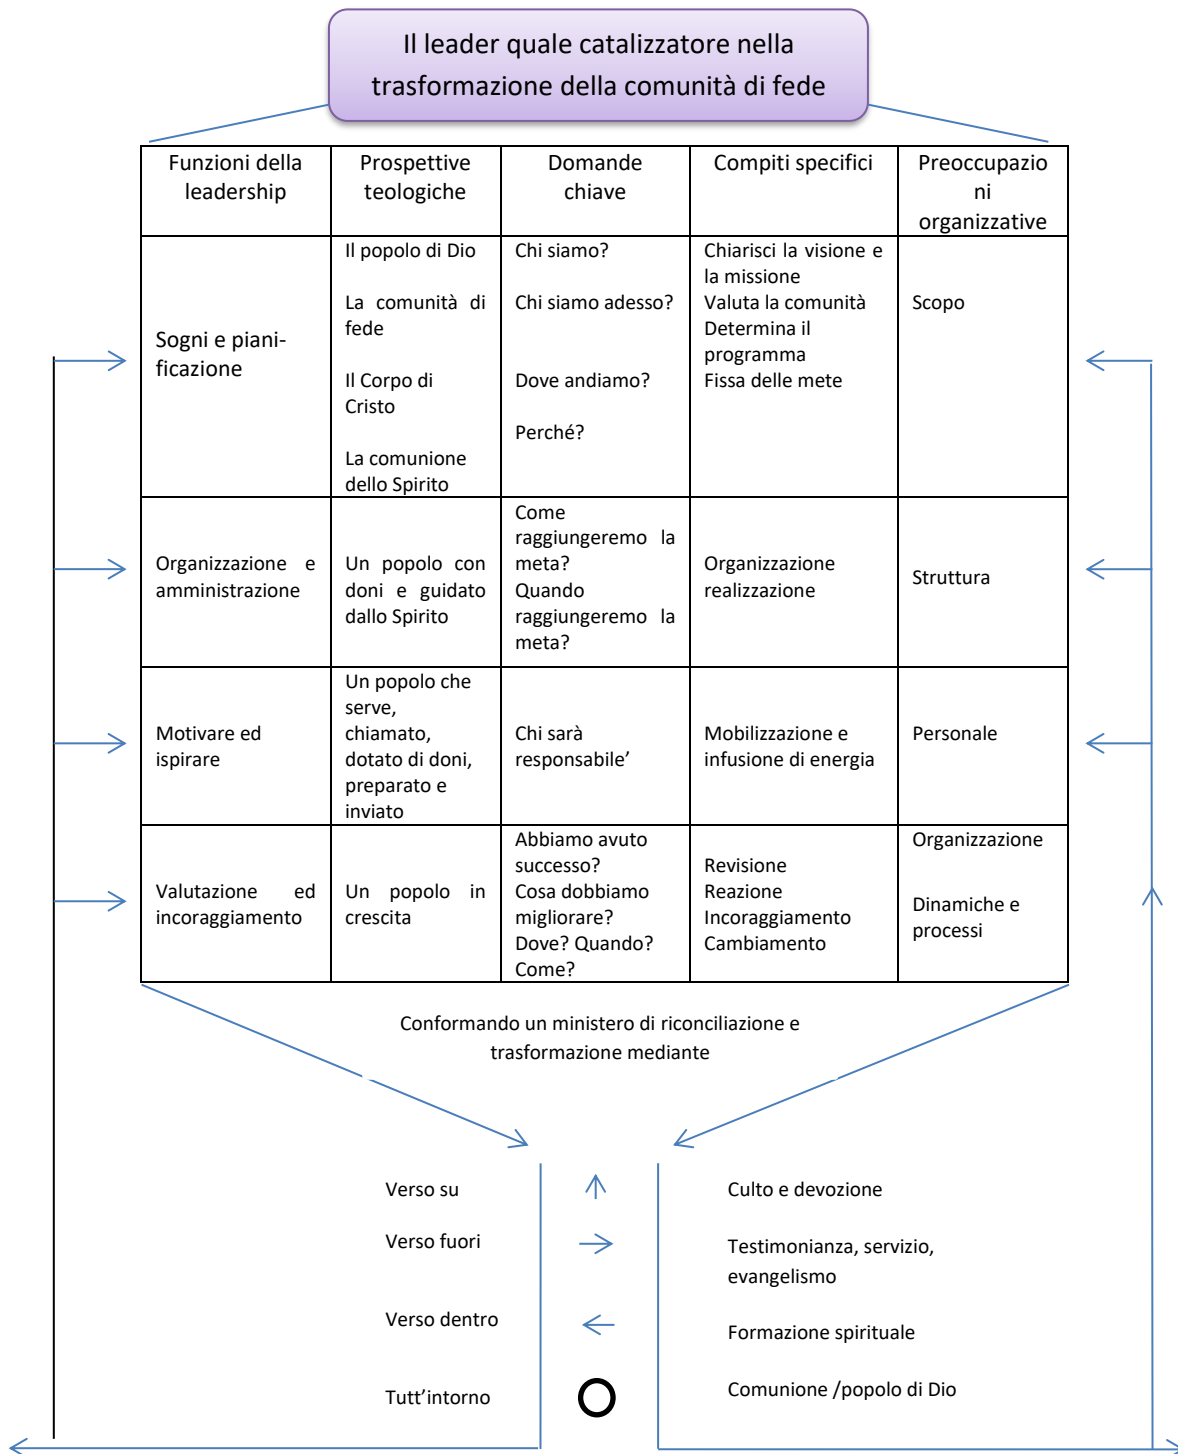 Il leader quale catalizzatore nella
trasformazione della comunità di fede
Funzioni della
leadership
Prospettive
teologiche
Domande
chiave
Compiti specifici
Preoccupazio
ni
organizzative
Sogni e piani-
ficazione
Il popolo di Dio
La comunità di
fede
Il Corpo di
Cristo
La comunione
dello Spirito
Chi siamo?
Chi siamo adesso?
Dove andiamo?
Perché?
Chiarisci la visione e
la missione
Valuta la comunità
Determina il
programma
Fissa delle mete
Scopo
Organizzazione e
amministrazione
Un popolo con
doni e guidato
dallo Spirito
Come
raggiungeremo la
meta?
Quando
raggiungeremo la
meta?
Organizzazione
realizzazione
Struttura
Motivare ed
ispirare
Un popolo che
serve,
chiamato,
dotato di doni,
preparato e
inviato
Chi sarà
responsabile’
Mobilizzazione e
infusione di energia
Personale
Valutazione ed
incoraggiamento
Un popolo in
crescita
Abbiamo avuto
successo?
Cosa dobbiamo
migliorare?
Dove? Quando?
Come?
Revisione
Reazione
Incoraggiamento
Cambiamento
Organizzazione
Dinamiche e
processi
Conformando un ministero di riconciliazione e
trasformazione mediante
Verso su
Culto e devozione
Verso fuori
Testimonianza, servizio,
evangelismo
Verso dentro
Formazione spirituale
Tutt’intorno
Comunione /popolo di Dio